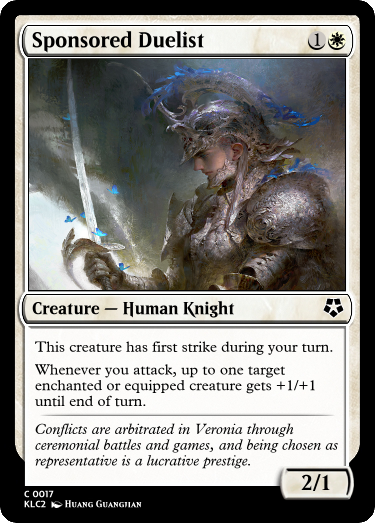 Sponsored Duelist 1
Creature — Human Knight
This creature has first strike during your turn.
Whenever you attack, up to one target
enchanted or equipped creature gets +1/+1
until end of turn.
Conflicts are arbitrated in Veronia through
ceremonial battles and games, and being chosen as
representative is a lucrative prestige.
2/1
C 0017
KLC2 Huang Guangjian